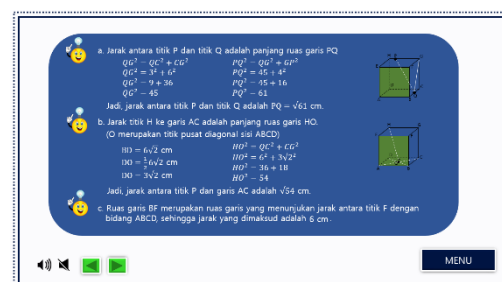 a. Jarak antara titik P dan titik Q adalah panjang ruas garis PQ
QG² = QC² + CG²
QG² = 3² + 6²
QG² = 9 + 36
QG² = 45
PQ² = QG² + GP²
PQ² = 45 + 4²
PQ² = 45 + 16
PQ² = 61
Jadi, jarak antara titik P dan titik Q adalah PQ = √61 cm.
b. Jarak titik H ke garis AC adalah panjang ruas garis HO.
(O merupakan titik pusat diagonal sisi ABCD)
BD = 6√2 cm
DO = ½6√2 cm
DO = 3√2 cm
HO² = QC² + CG²
HO² = 6² + 3√2²
HO² = 36 + 18
HO² = 54
Jadi, jarak antara titik P dan garis AC adalah √54 cm.
c. Ruas garis BF merupakan ruas garis yang menunjukan jarak antara titik F dengan
bidang ABCD, sehingga jarak yang dimaksud adalah 6 cm.
MENU